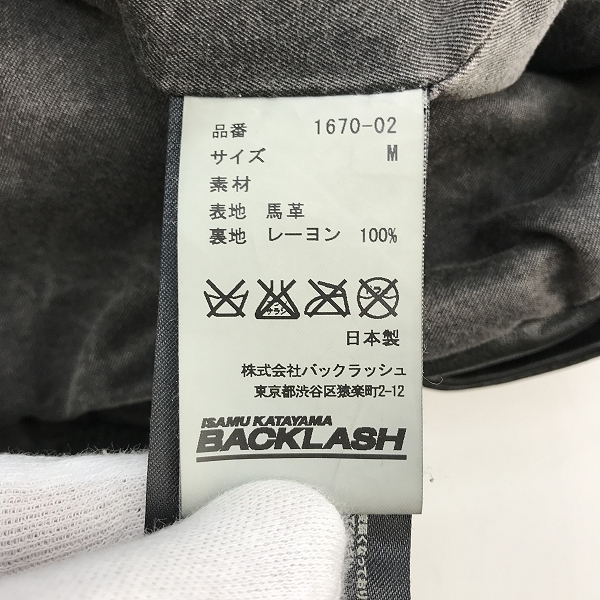 品番 1670-02
サイズ M
素材
表地 馬革
裏地 レーヨン 100%
日本製
株式会社バックラッシュ
東京都渋谷区猿楽町2-12
ISAMU KATAYAMA
BACKLASH